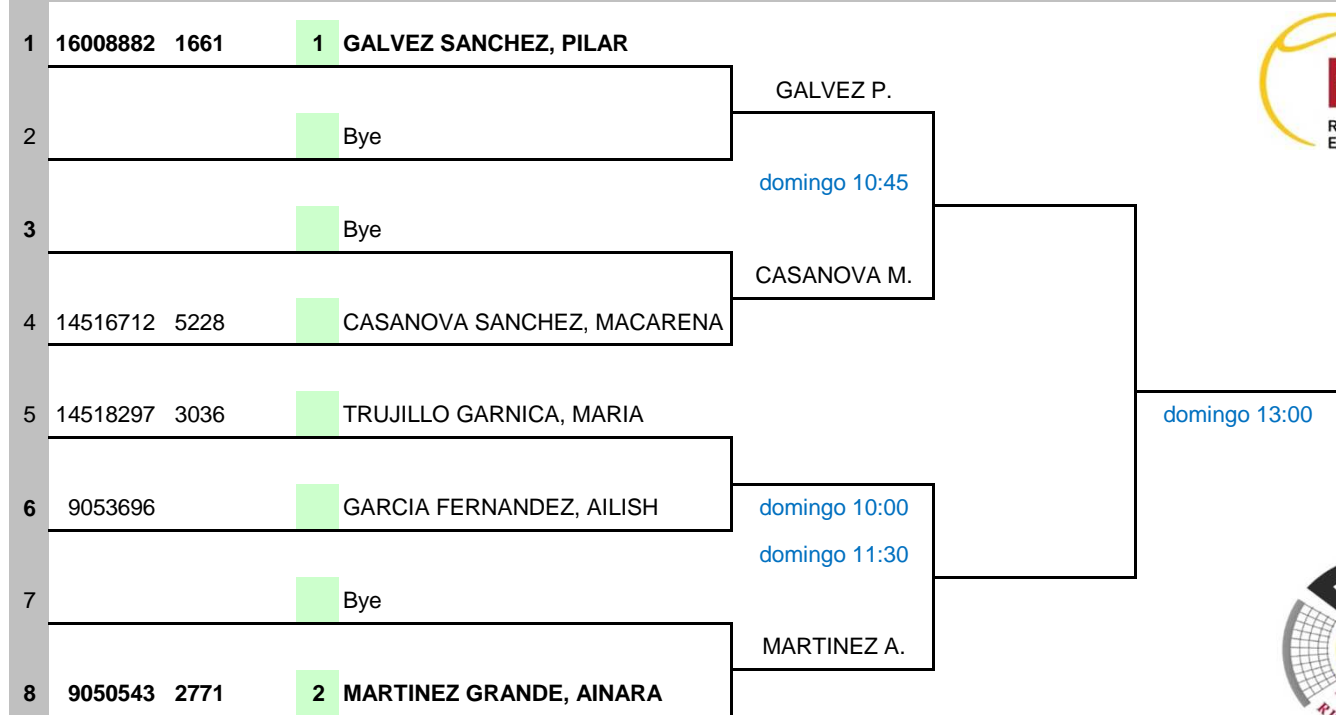 1 16008882 1661 1 GALVEZ SANCHEZ, PILAR
GALVEZ P.
2 Bye
domingo 10:45
3 Bye
CASANOVA M.
4 14516712 5228 CASANOVA SANCHEZ, MACARENA
5 14518297 3036 TRUJILLO GARNICA, MARIA
domingo 13:00
6 9053696 GARCIA FERNANDEZ, AILISH
domingo 10:00
domingo 11:30
7 Bye
MARTINEZ A.
8 9050543 2771 2 MARTINEZ GRANDE, AINARA
R
E